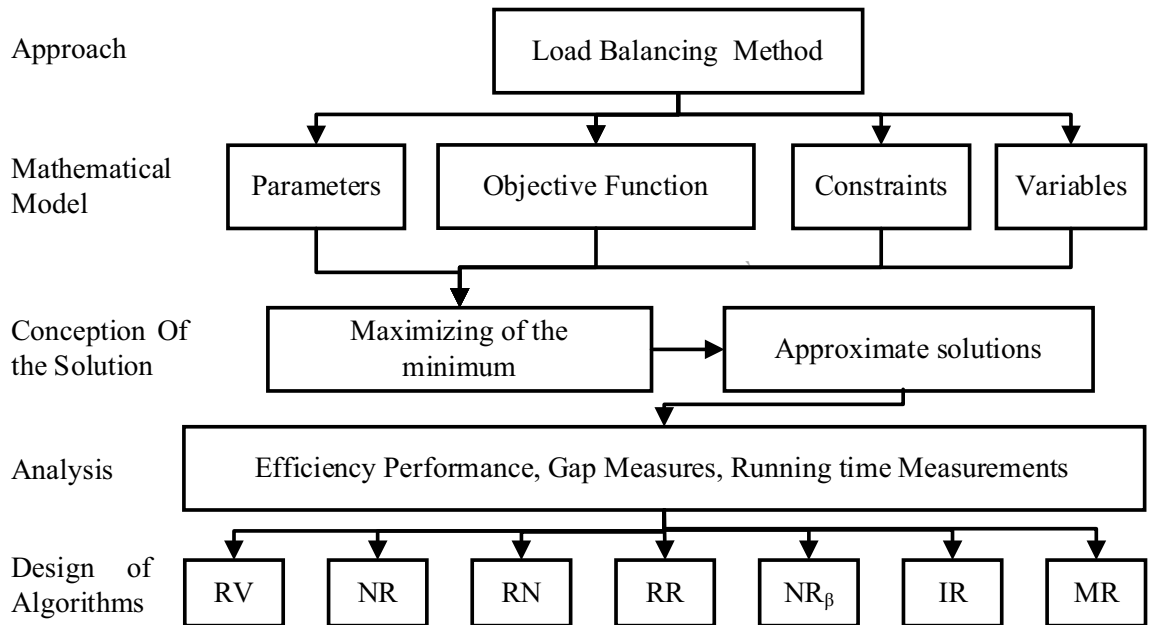 Approach
Load Balancing Method
Mathematical
Model
Parameters
Objective Function
Constraints
Variables
Conception Of
the Solution
Maximizing of the
minimum
Approximate solutions
Analysis
Efficiency Performance, Gap Measures, Running time Measurements
Design of
Algorithms
RV
NR
RN
RR
NRβ
IR
MR